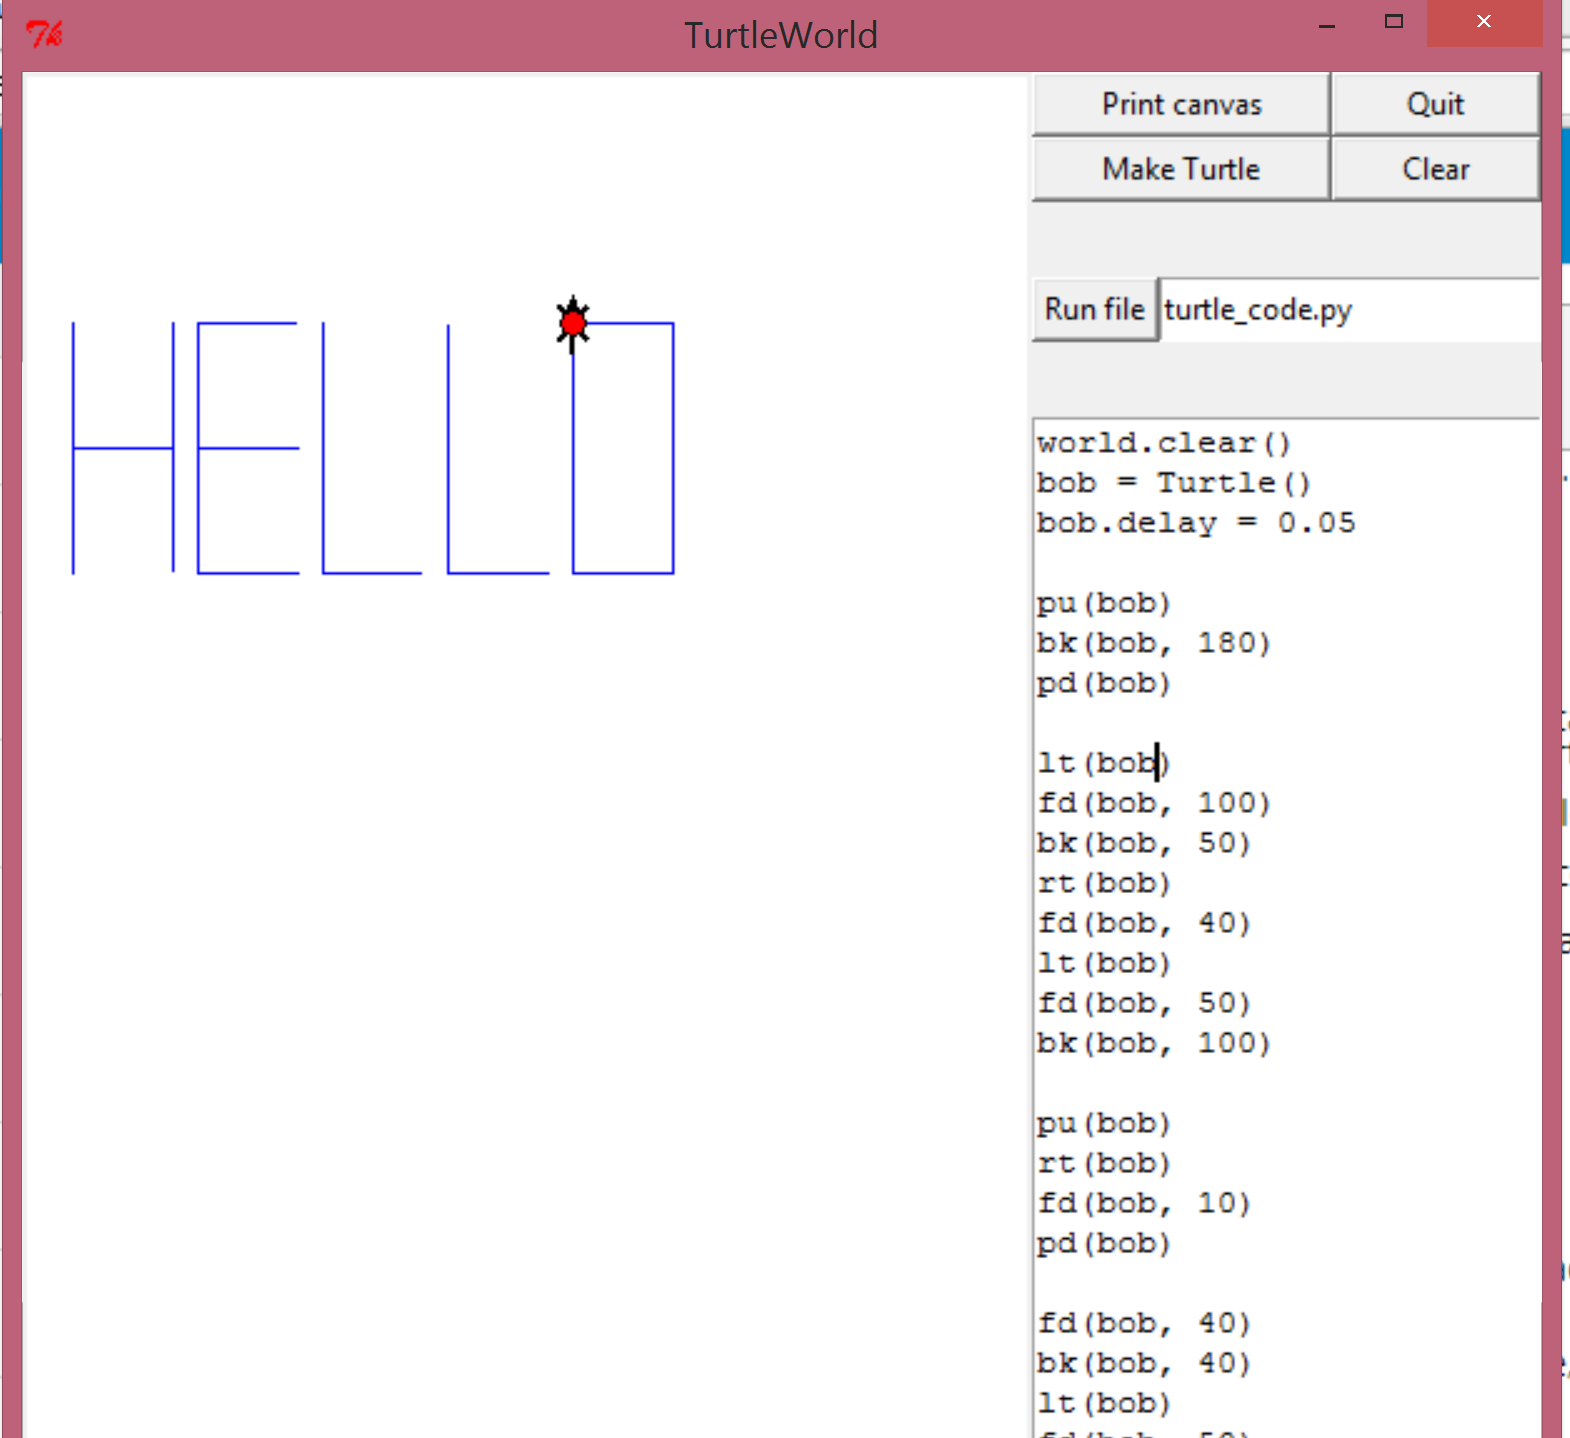 TurtleWorld
Print canvas
Quit
Make Turtle
Clear
Run file
turtle_code.py
HELLO
world.clear()
bob = Turtle()
bob.delay = 0.05
pu(bob)
bk(bob, 180)
pd(bob)
lt(bob)
fd(bob, 100)
bk(bob, 50)
rt(bob)
fd(bob, 40)
lt(bob)
fd(bob, 50)
bk(bob, 100)
pu(bob)
rt(bob)
fd(bob, 10)
pd(bob)
fd(bob, 40)
bk(bob, 40)
lt(bob)